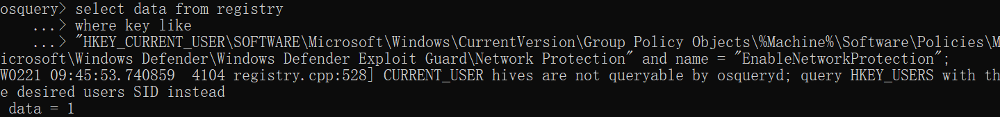 osquery> select data from registry
    ...> where key like
    ...> "HKEY_CURRENT_USER\SOFTWARE\Microsoft\Windows\CurrentVersion\Group Policy Objects\%Machine%\Software\Policies\M
icrosoft\Windows Defender\Windows Defender Exploit Guard\Network Protection" and name = "EnableNetworkProtection";
W0221 09:45:53.740859  4104 registry.cpp:528] CURRENT_USER hives are not queryable by osqueryd; query HKEY_USERS with th
e desired users SID instead
 data = 1